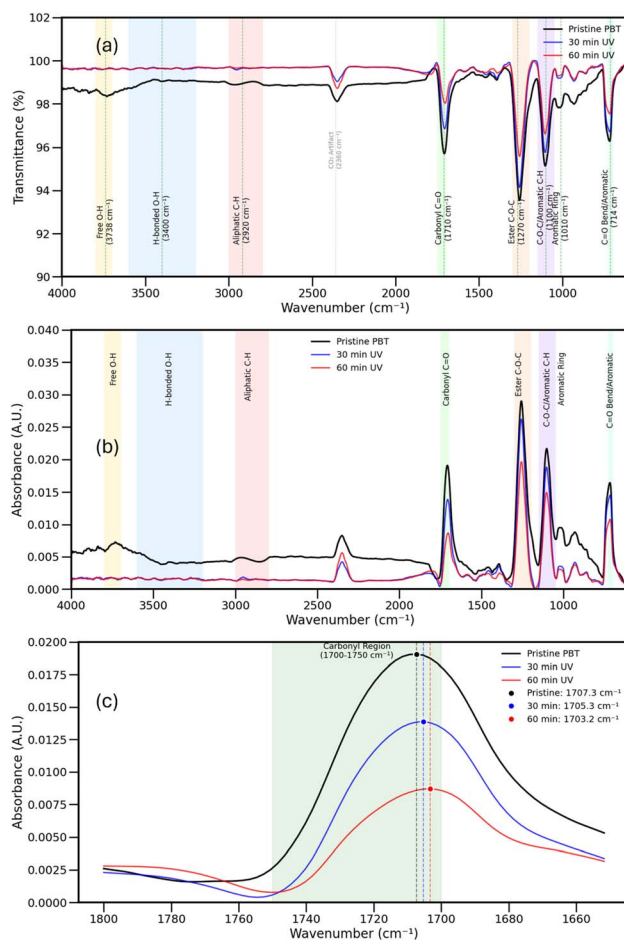 102
100
98
96
94
92
90
Transmittance (%)
(a)
Pristine PBT
30 min UV
60 min UV
Free O-H
(3738 cm⁻¹)
H-bonded O-H
(3400 cm⁻¹)
Aliphatic C-H
(2920 cm⁻¹)
CO₂ Artifact
(2360 cm⁻¹)
Carbonyl C=O
(1710 cm⁻¹)
Ester C-O-C
(1270 cm⁻¹)
C-O-C/Aromatic C-H
(1100 cm⁻¹)
Aromatic Ring
(1010 cm⁻¹)
C=O Bend/Aromatic
(714 cm⁻¹)
4000 3500 3000 2500 2000 1500 1000
Wavenumber (cm⁻¹)
0.040
0.035
0.030
0.025
0.020
0.015
0.010
0.005
0.000
Absorbance (A.U.)
(b)
Pristine PBT
30 min UV
60 min UV
Free O-H
H-bonded O-H
Aliphatic C-H
Carbonyl C=O
Ester C-O-C
C-O-C/Aromatic C-H
Aromatic Ring
C=O Bend/Aromatic
4000 3500 3000 2500 2000 1500 1000
Wavenumber (cm⁻¹)
0.0200
0.0175
0.0150
0.0125
0.0100
0.0075
0.0050
0.0025
0.0000
Absorbance (A.U.)
(c)
Carbonyl Region
(1700-1750 cm⁻¹)
Pristine PBT
30 min UV
60 min UV
Pristine: 1707.3 cm⁻¹
30 min: 1705.3 cm⁻¹
60 min: 1703.2 cm⁻¹
1800 1780 1760 1740 1720 1700 1680 1660
Wavenumber (cm⁻¹)